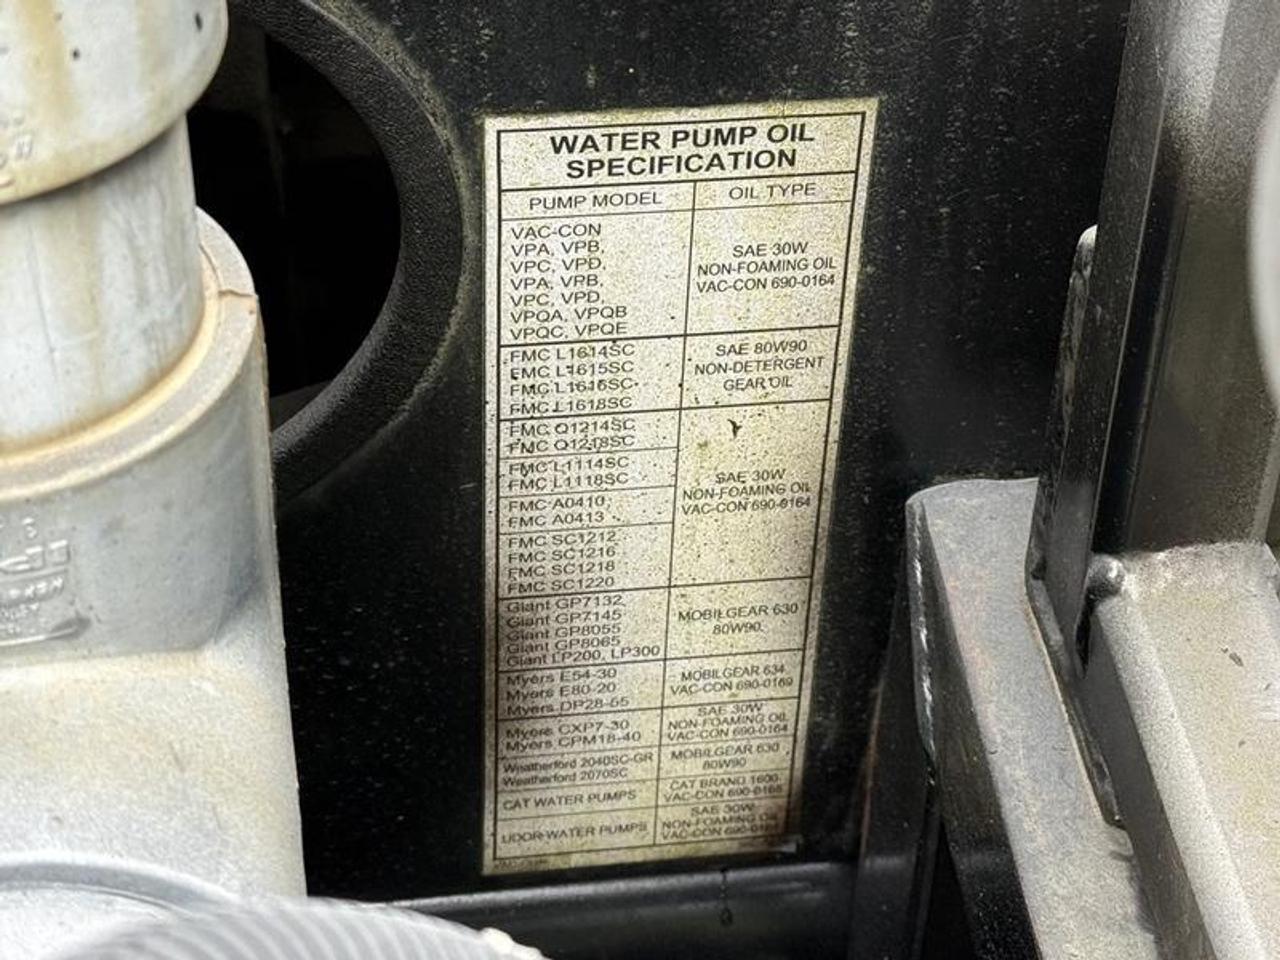 WATER PUMP OIL
SPECIFICATION
PUMP MODEL
OIL TYPE
VAC-CON
VPA, VPB,
VPC, VPD,
VPA, VPB,
VPC, VPD,
VPQA, VPQB
VPQC, VPQE
SAE 30W
NON-FOAMING OIL
VAC-CON 690-0164
FMC L1614SC
FMC L1615SC
FMC L1616SC
FMC L1618SC
SAE 80W90
NON-DETERGENT
GEAR OIL
FMC Q1214SC
FMC Q1218SC
FMC L1114SC
FMC L1118SC
FMC A0410
FMC A0413
FMC SC1212
FMC SC1216
FMC SC1218
FMC SC1220
SAE 30W
NON-FOAMING OIL
VAC-CON 690-0164
Giant GP7132
Giant GP7145
Giant GP8055
Giant GP8065
Giant LP200, LP300
MOBILGEAR 630
80W90
Myers E54-30
Myers E80-20
Myers DP28-55
MOBILGEAR 634
VAC-CON 690-0169
Myers CXP7-30
Myers CPM18-40
SAE 30W
NON-FOAMING OIL
VAC-CON 690-0164
Weatherford 2040SC-GR
Weatherford 2070SC
MOBILGEAR 630
80W90
CAT WATER PUMPS
CAT BRAND 1600
VAC-CON
UDOR WATER PUMPS
SAE 30W
NON-FOAMING OIL
VAC-CON